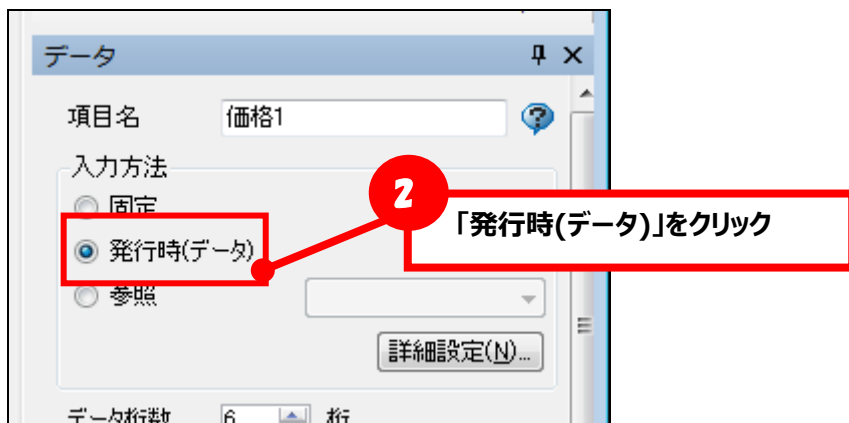 データ
項目名 価格1
入力方法
固定
2
発行時(データ)
「発行時(データ)」をクリック
参照
詳細設定(N)...
データ桁数 6 桁